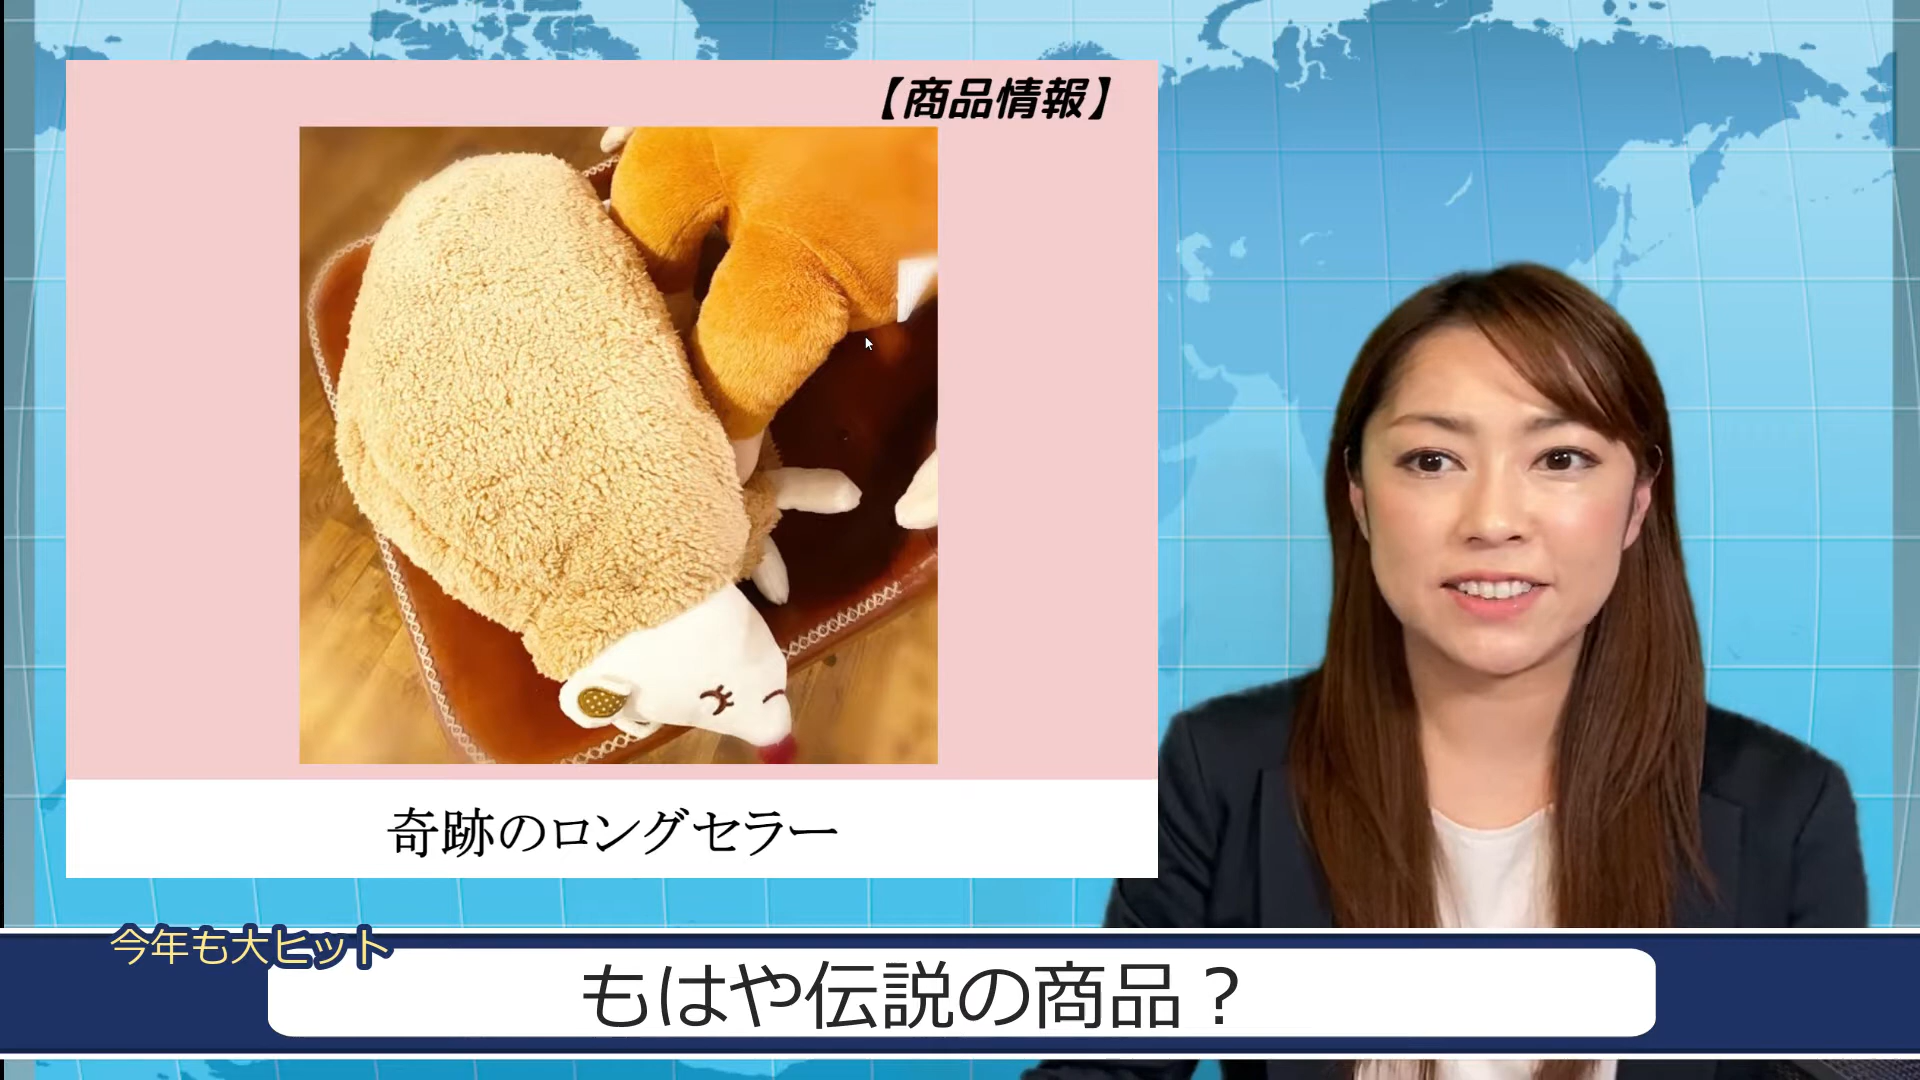 【商品情報】
奇跡のロングセラー
今年も大ヒット
もはや伝説の商品？